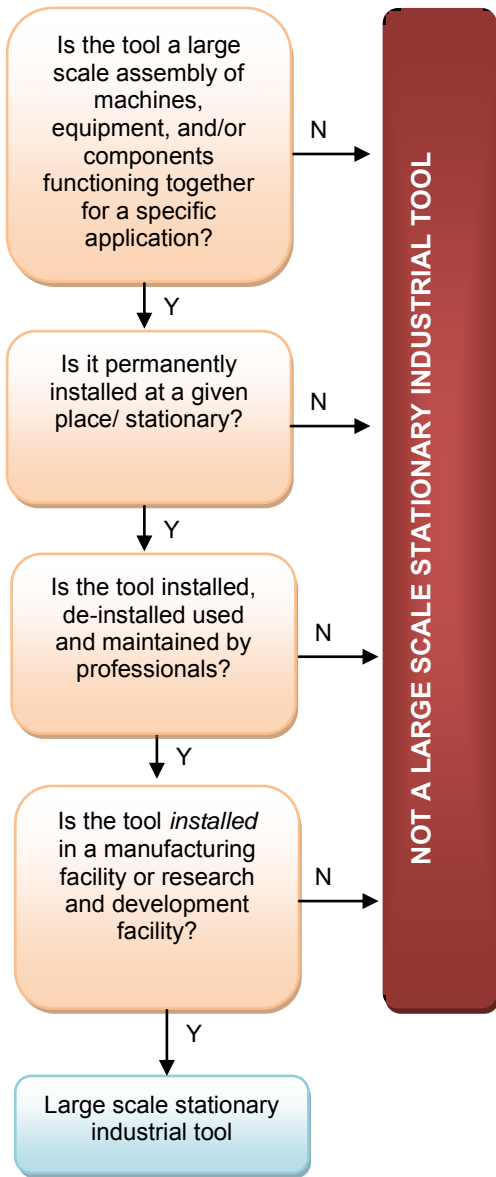 Is the tool a large
scale assembly of
machines,
equipment, and/or
components
functioning together
for a specific
application?
N
Y
Is it permanently
installed at a given
place/ stationary?
N
Y
Is the tool installed,
de-installed used
and maintained by
professionals?
N
Y
Is the tool installed
in a manufacturing
facility or research
and development
facility?
N
Y
Large scale stationary
industrial tool
NOT A LARGE SCALE STATIONARY INDUSTRIAL TOOL